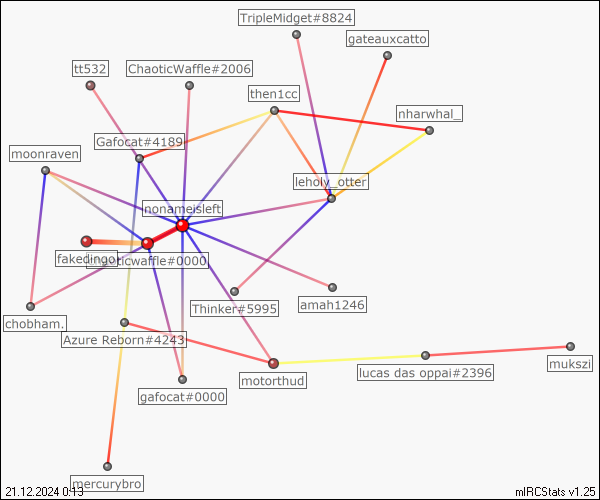 TripleMidget#8824
gateauxcatto
tt532
ChaoticWaffle#2006
then1cc
nharwhal_
Gafocat#4189
moonraven
leholy_otter
nonameisleft
fakedingo
chobham.
Thinker#5995
amah1246
Azure Reborn#4243
motorthud
lucas das oppai#2396
mukszi
gafocat#0000
mercurybro
21.12.2024 0:13
mIRCStats v1.25